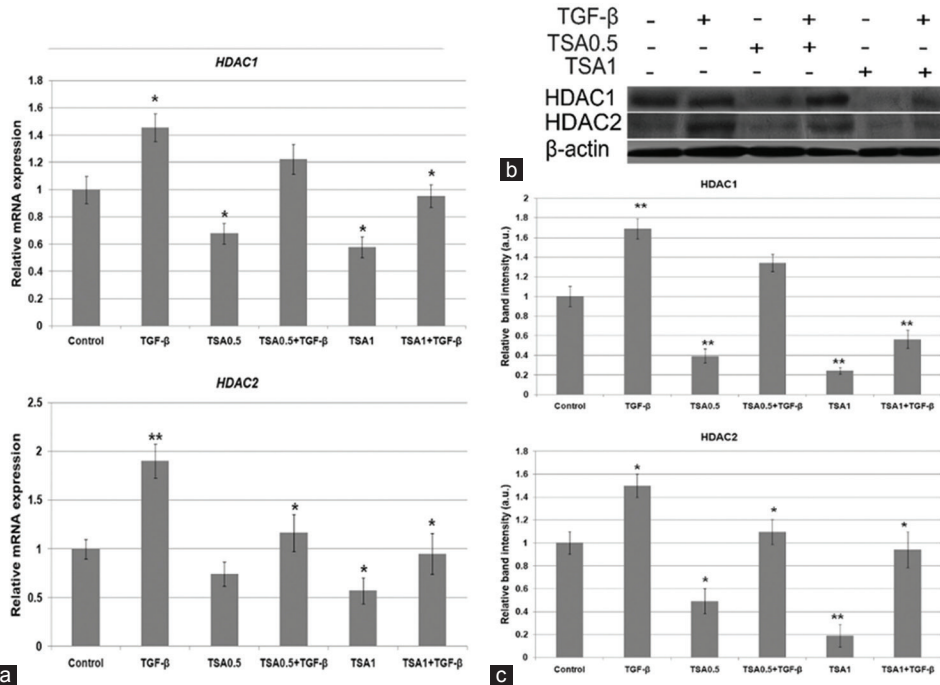 HDAC1
Relative mRNA expression
1.8
1.6
1.4
1.2
1
0.8
0.6
0.4
0.2
0
*
*
*
*
Control TGF-β TSA0.5 TSA0.5+TGF-β TSA1 TSA1+TGF-β
HDAC2
Relative mRNA expression
2.5
2
1.5
1
0.5
0
**
*
*
*
Control TGF-β TSA0.5 TSA0.5+TGF-β TSA1 TSA1+TGF-β
a
TGF-β - + - + - +
TSA0.5 - - + + - -
TSA1 - - - - + +
HDAC1
HDAC2
β-actin
b
HDAC1
Relative band intensity (a.u.)
2
1.8
1.6
1.4
1.2
1
0.8
0.6
0.4
0.2
0
**
**
**
**
Control TGF-β TSA0.5 TSA0.5+TGF-β TSA1 TSA1+TGF-β
HDAC2
Relative band intensity (a.u.)
1.8
1.6
1.4
1.2
1
0.8
0.6
0.4
0.2
0
*
*
*
**
*
Control TGF-β TSA0.5 TSA0.5+TGF-β TSA1 TSA1+TGF-β
c